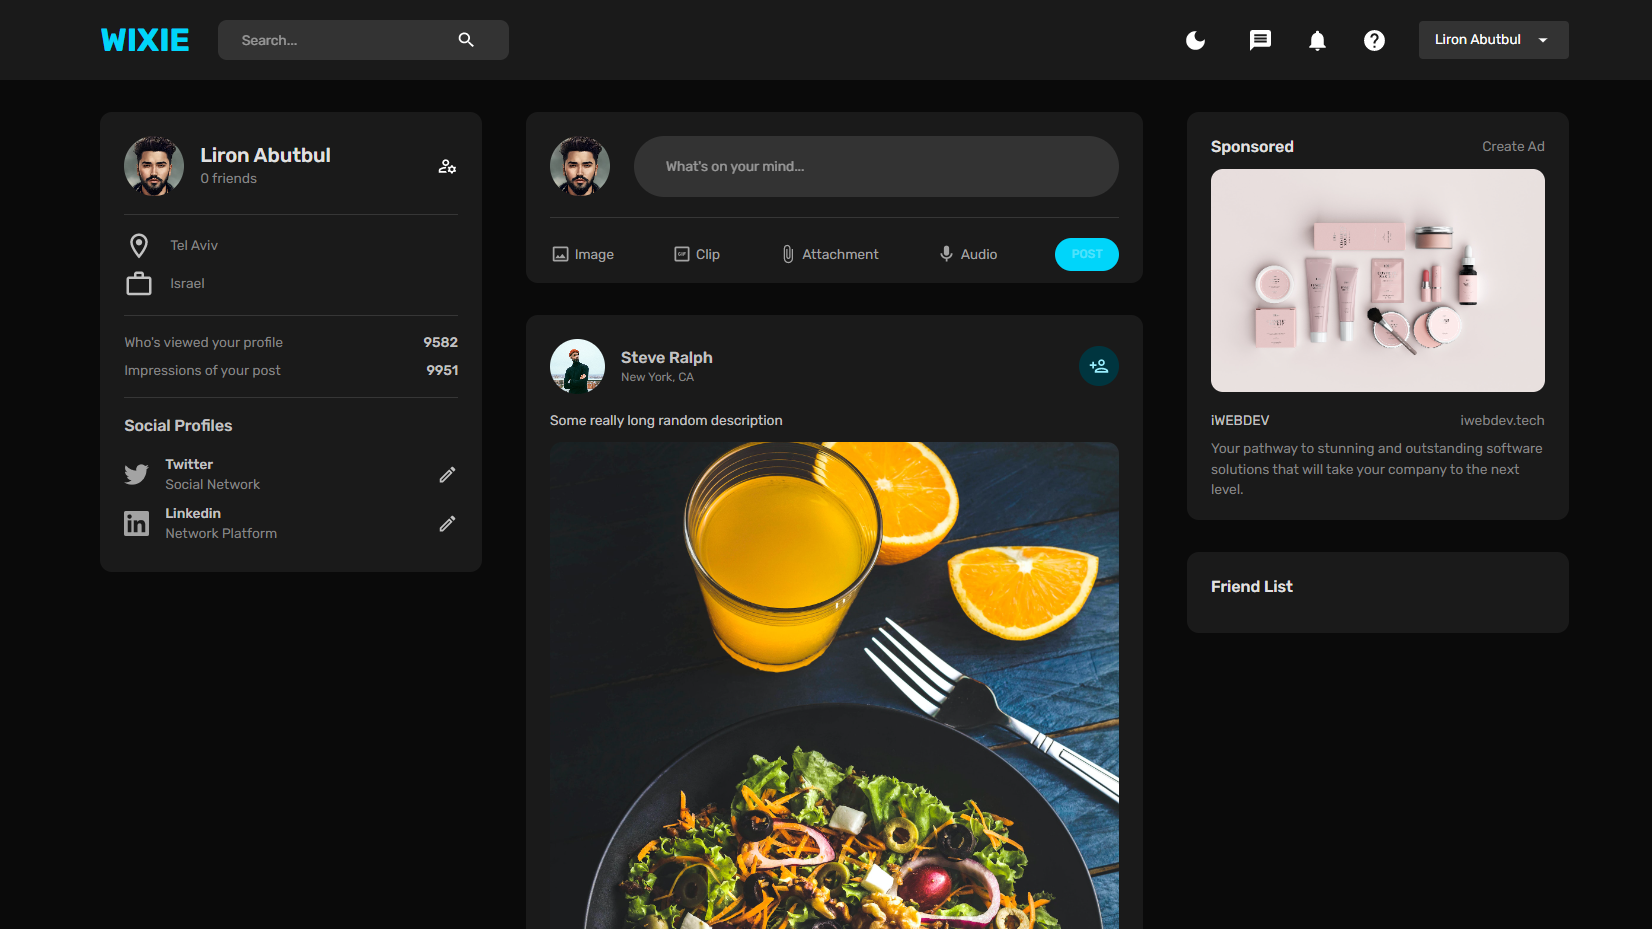 WIXIE
Search...
Liron Abutbul
Liron Abutbul
0 friends
Tel Aviv
Israel
Who's viewed your profile 9582
Impressions of your post 9951
Social Profiles
Twitter
Social Network
Linkedin
Network Platform
What's on your mind...
Image
GIF
Clip
Attachment
Audio
POST
Steve Ralph
New York, CA
Some really long random description
Sponsored
Create Ad
iWEBDEV
iwebdev.tech
Your pathway to stunning and outstanding software
solutions that will take your company to the next
level.
Friend List